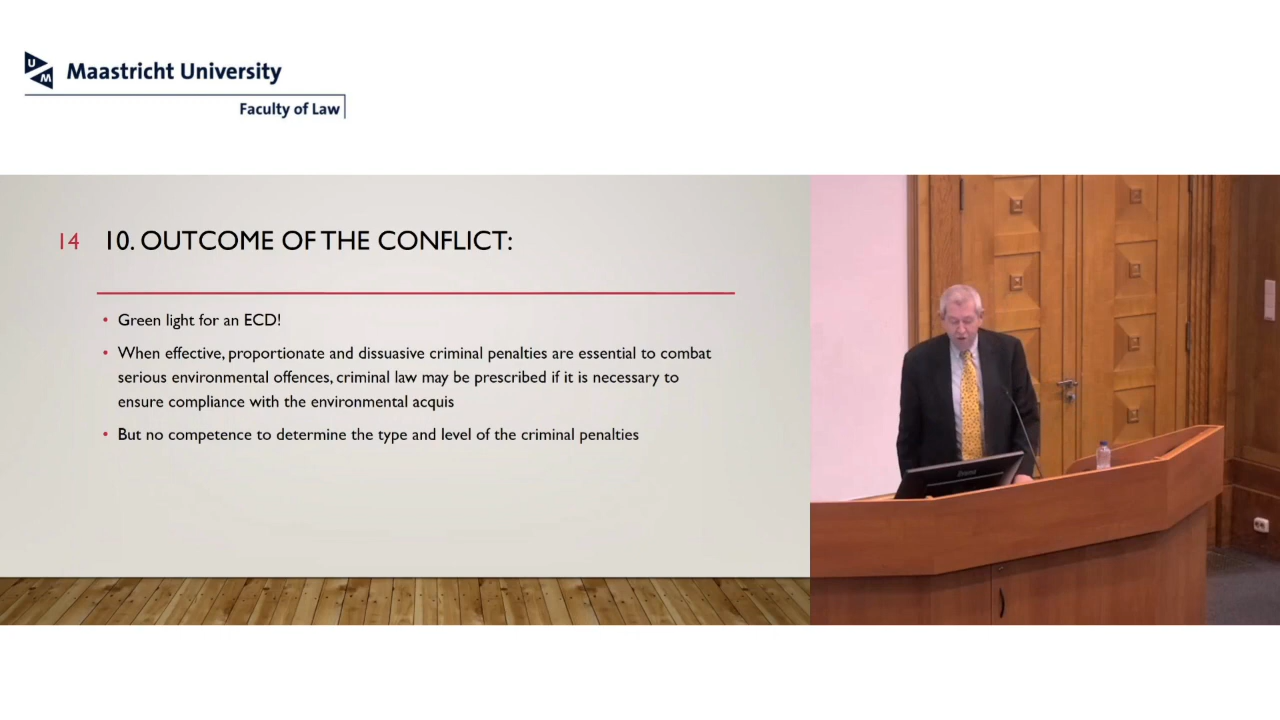 U
M
Maastricht University
Faculty of Law
14 10. OUTCOME OF THE CONFLICT:
• Green light for an ECD!
• When effective, proportionate and dissuasive criminal penalties are essential to combat
serious environmental offences, criminal law may be prescribed if it is necessary to
ensure compliance with the environmental acquis
• But no competence to determine the type and level of the criminal penalties